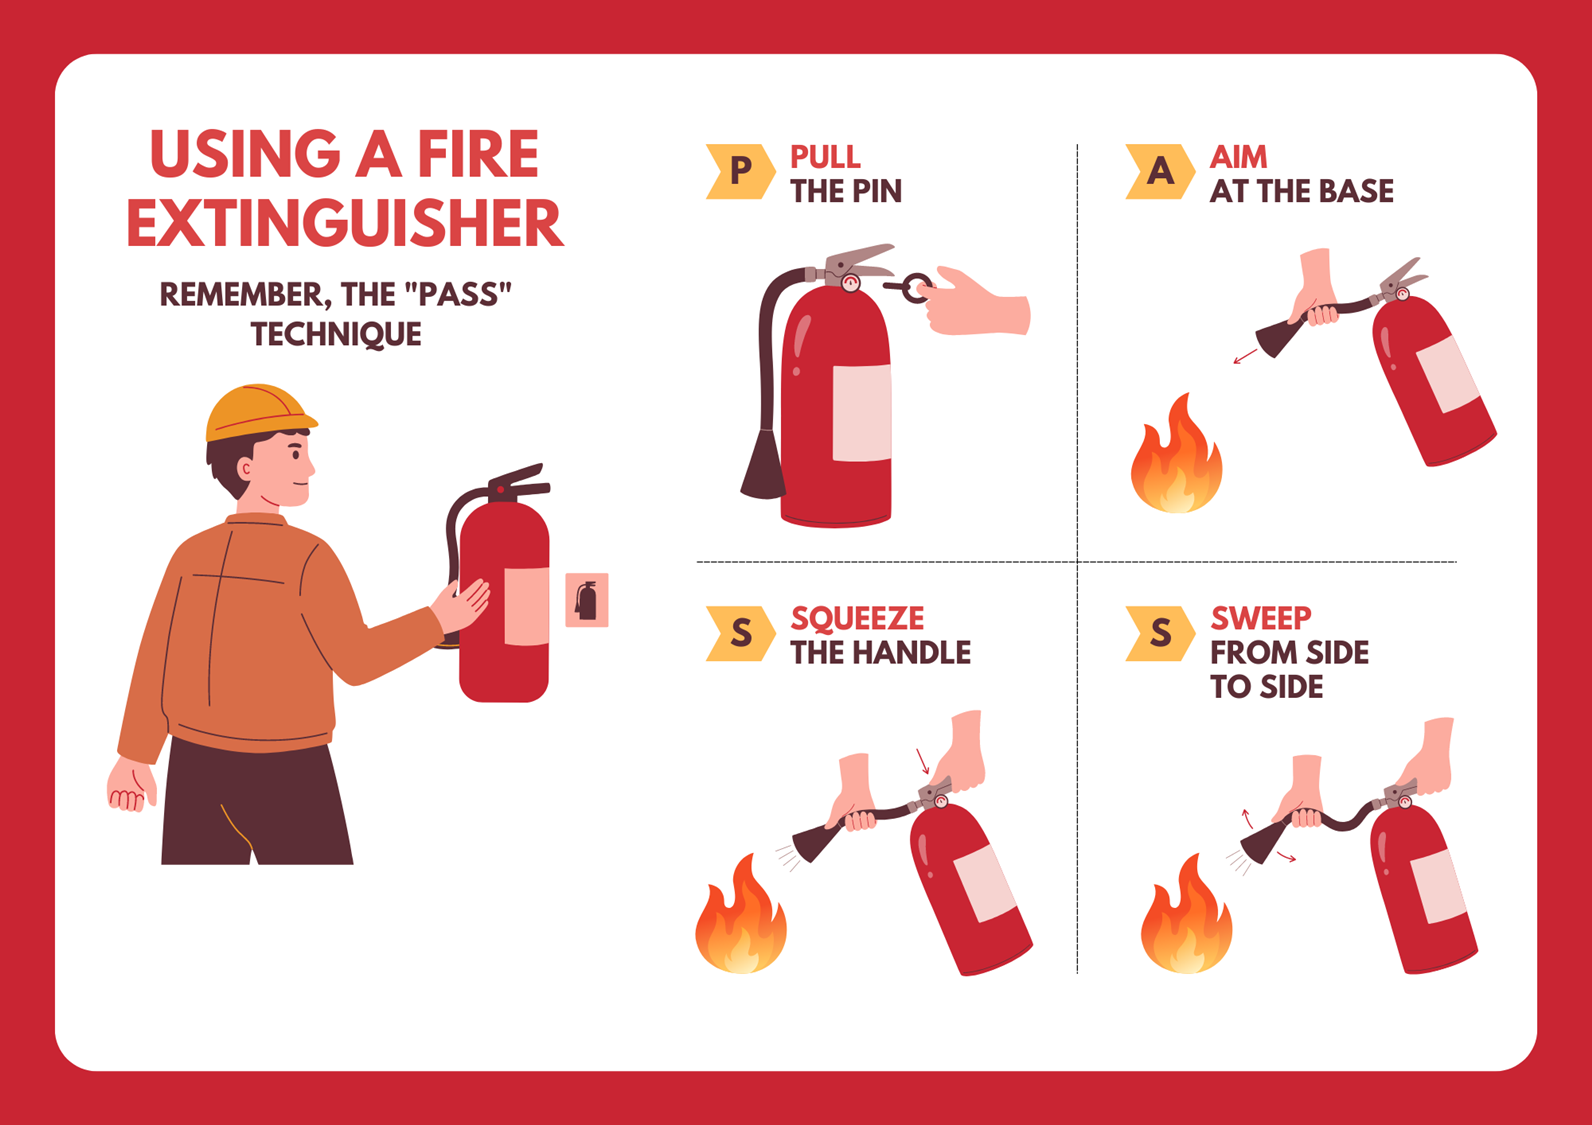 USING A FIRE
EXTINGUISHER
REMEMBER, THE "PASS"
TECHNIQUE
P
PULL
THE PIN
A
AIM
AT THE BASE
S
SQUEEZE
THE HANDLE
S
SWEEP
FROM SIDE
TO SIDE